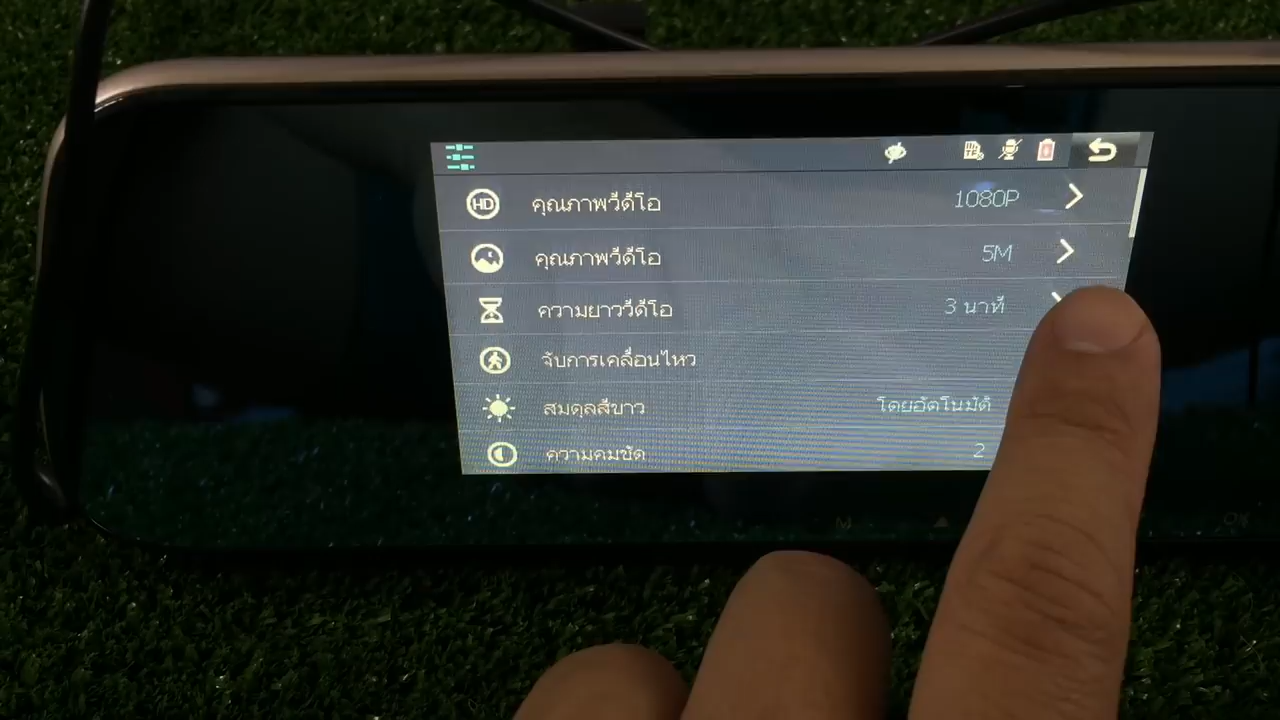 HD คุณภาพวีดีโอ 1080P
คุณภาพวีดีโอ 5M
ความยาววีดีโอ 3 นาที
จับการเคลื่อนไหว
สมดุลสีขาว โดยอัตโนมัติ
ความคมชัด 2
M OK